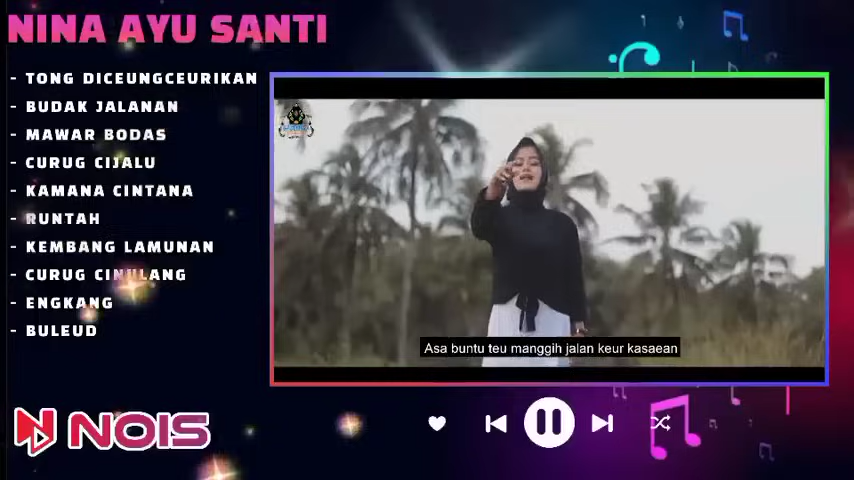 NINA AYU SANTI
- TONG DICEUNGCEURIKAN
- BUDAK JALANAN
- MAWAR BODAS
- CURUG CIJALU
- KAMANA CINTANA
- RUNTAH
- KEMBANG LAMUNAN
- CURUG CINULANG
- ENGKANG
- BULEUD
Asa buntu teu manggih jalan keur kasaean
NOIS